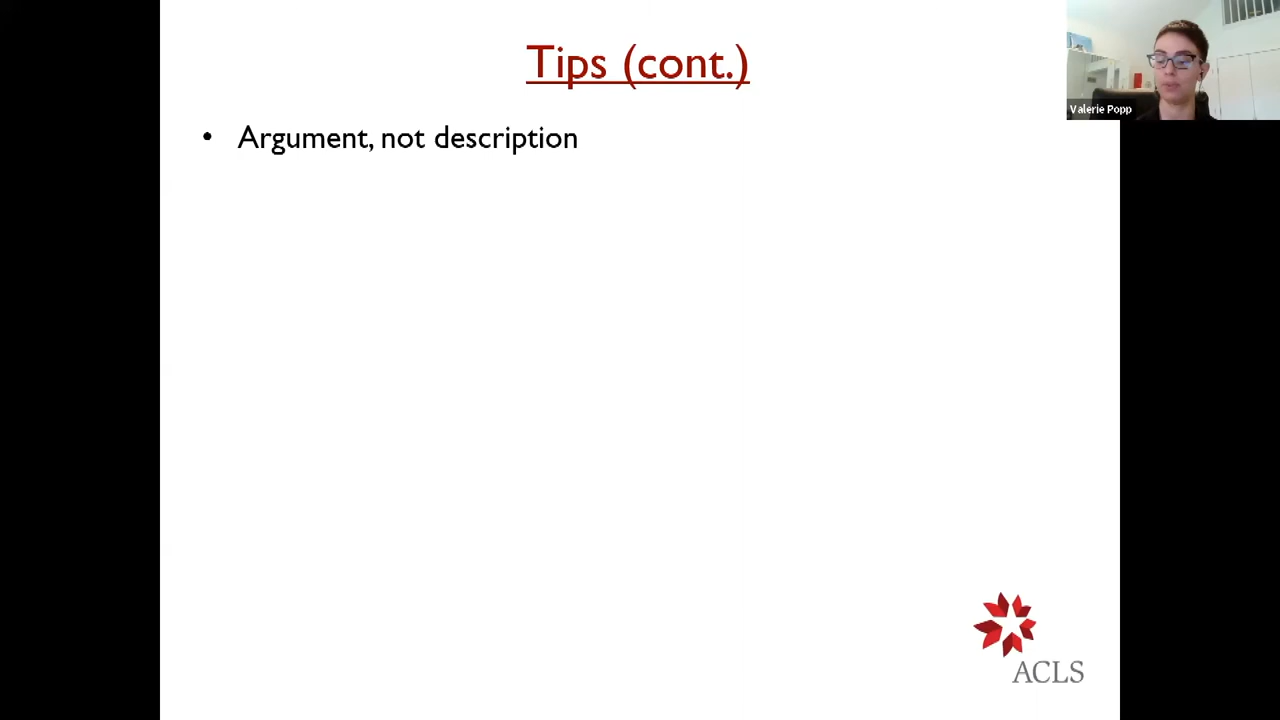 Tips (cont.)
Valerie Popp
• Argument, not description
ACLS